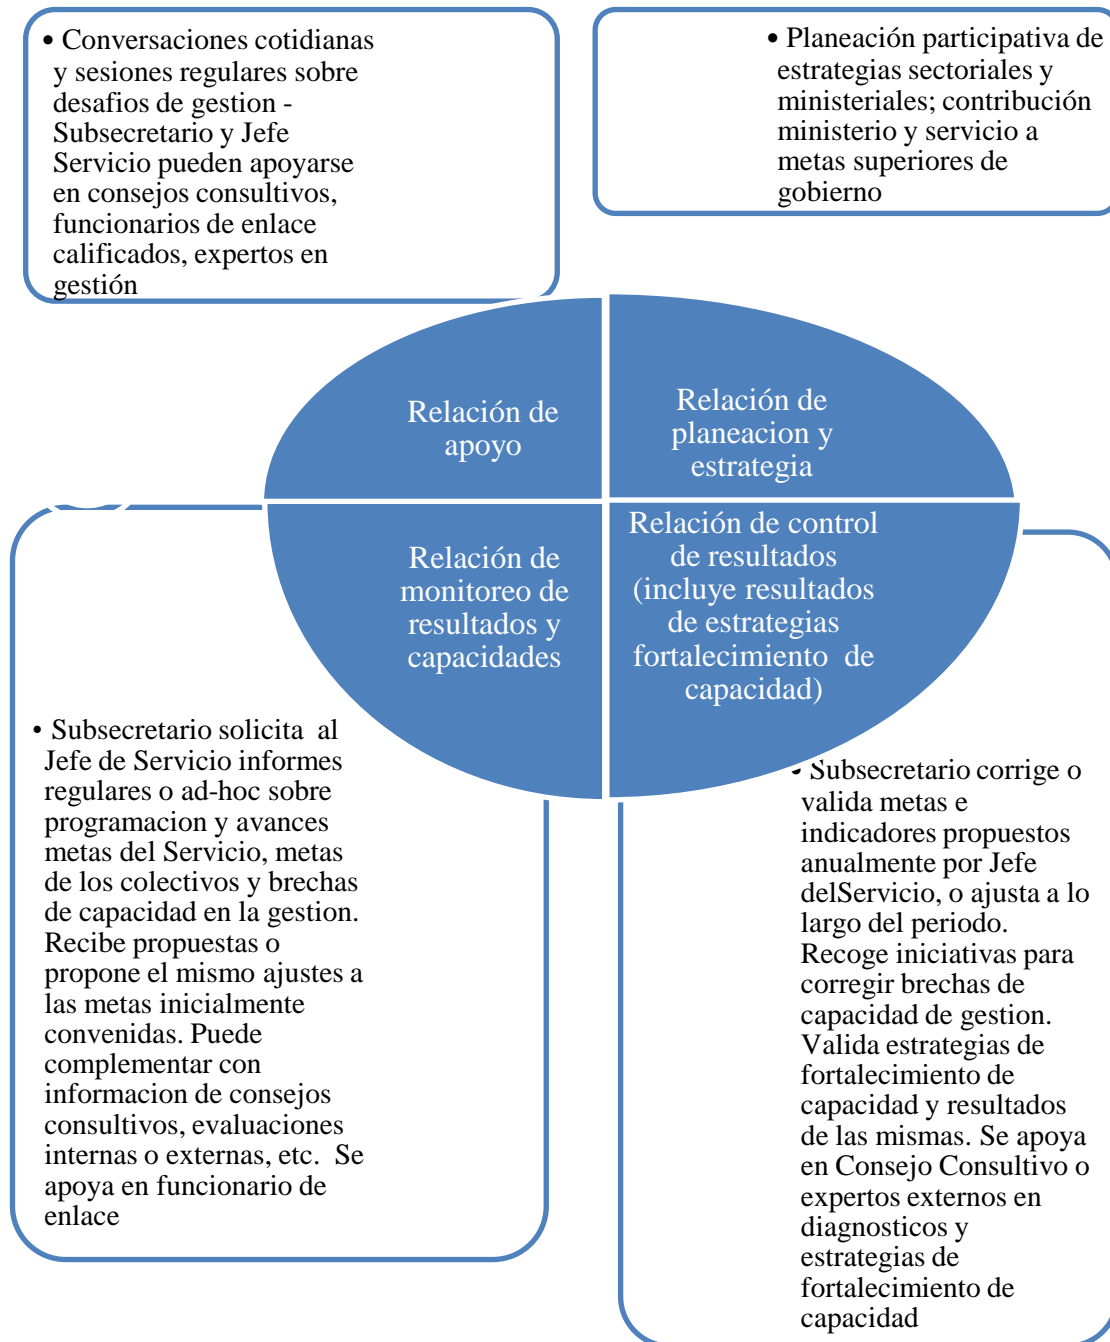 • Conversaciones cotidianas
y sesiones regulares sobre
desafios de gestion -
Subsecretario y Jefe
Servicio pueden apoyarse
en consejos consultivos,
funcionarios de enlace
calificados, expertos en
gestión
• Planeación participativa de
estrategias sectoriales y
ministeriales; contribución
ministerio y servicio a
metas superiores de
gobierno
Relación de
apoyo
Relación de
planeacion y
estrategia
Relación de
monitoreo de
resultados y
capacidades
Relación de control
de resultados
(incluye resultados
de estrategias
fortalecimiento  de
capacidad)
• Subsecretario solicita  al
Jefe de Servicio informes
regulares o ad-hoc sobre
programacion y avances
metas del Servicio, metas
de los colectivos y brechas
de capacidad en la gestion.
Recibe propuestas o
propone el mismo ajustes a
las metas inicialmente
convenidas. Puede
complementar con
informacion de consejos
consultivos, evaluaciones
internas o externas, etc.  Se
apoya en funcionario de
enlace
• Subsecretario corrige o
valida metas e
indicadores propuestos
anualmente por Jefe
delServicio, o ajusta a lo
largo del periodo.
Recoge iniciativas para
corregir brechas de
capacidad de gestion.
Valida estrategias de
fortalecimiento de
capacidad y resultados
de las mismas. Se apoya
en Consejo Consultivo o
expertos externos en
diagnosticos y
estrategias de
fortalecimiento de
capacidad